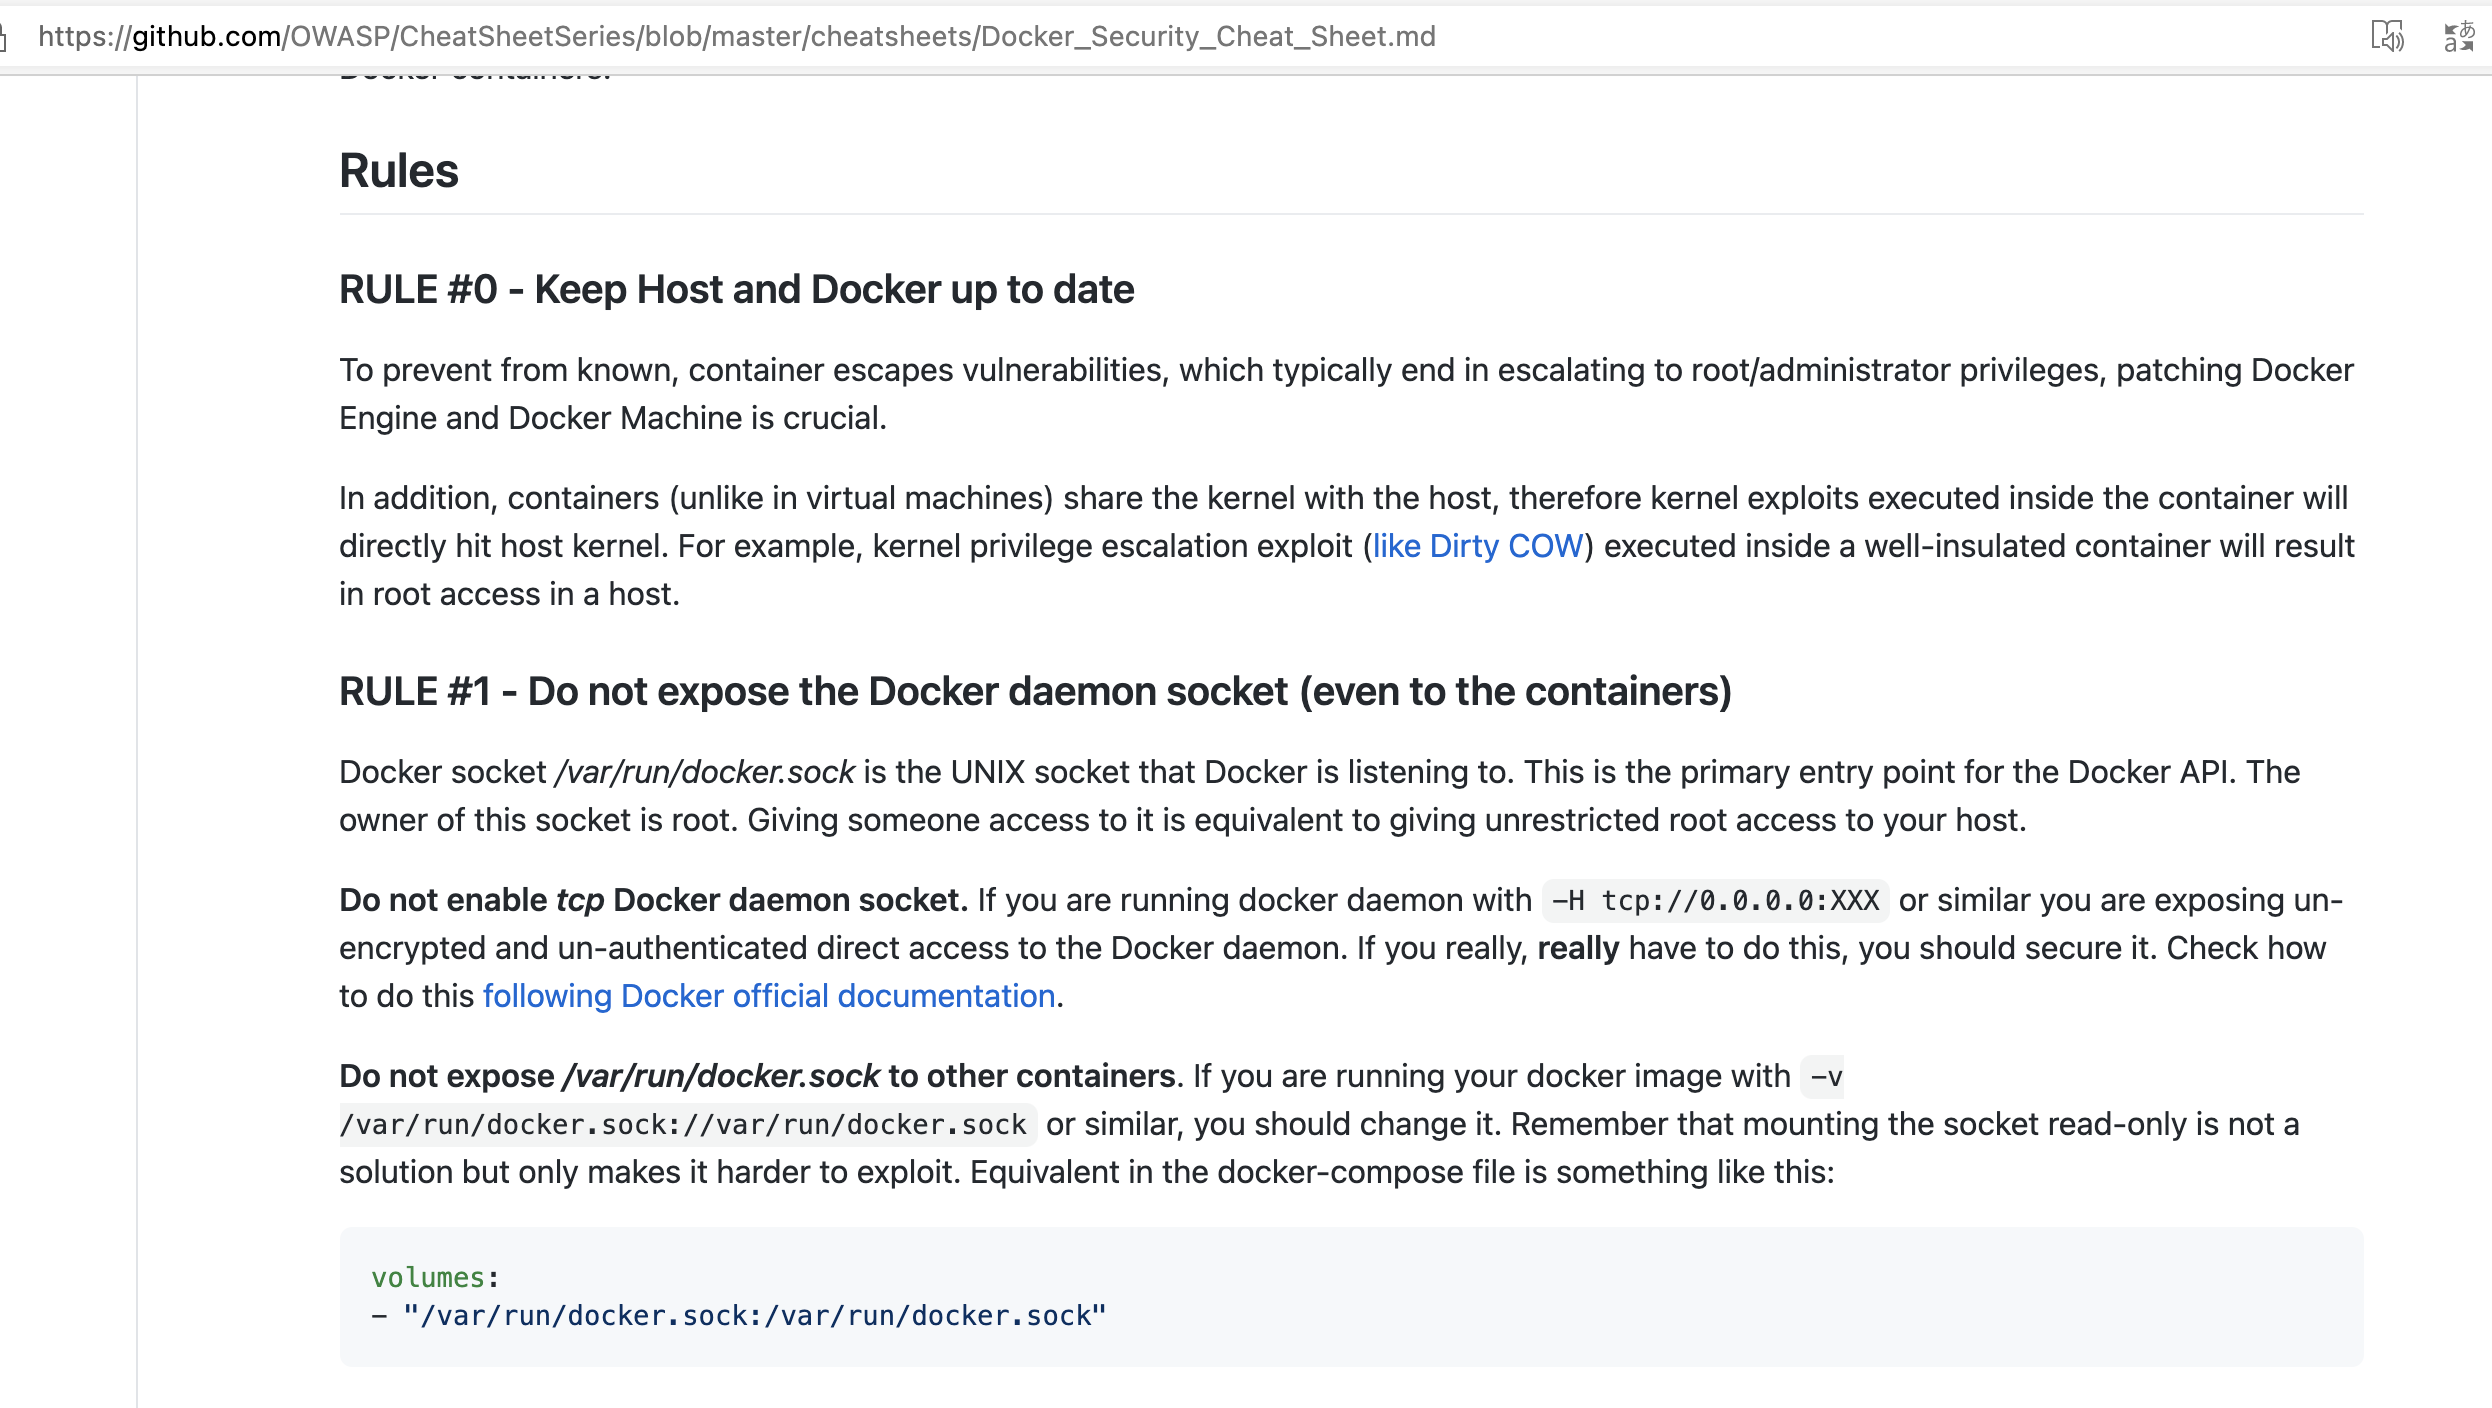 https://github.com/OWASP/CheatSheetSeries/blob/master/cheatsheets/Docker_Security_Cheat_Sheet.md
Docker containers.
Rules
RULE #0 - Keep Host and Docker up to date
To prevent from known, container escapes vulnerabilities, which typically end in escalating to root/administrator privileges, patching Docker
Engine and Docker Machine is crucial.
In addition, containers (unlike in virtual machines) share the kernel with the host, therefore kernel exploits executed inside the container will
directly hit host kernel. For example, kernel privilege escalation exploit (like Dirty COW) executed inside a well-insulated container will result
in root access in a host.
RULE #1 - Do not expose the Docker daemon socket (even to the containers)
Docker socket /var/run/docker.sock is the UNIX socket that Docker is listening to. This is the primary entry point for the Docker API. The
owner of this socket is root. Giving someone access to it is equivalent to giving unrestricted root access to your host.
Do not enable tcp Docker daemon socket. If you are running docker daemon with -H tcp://0.0.0.0:XXX or similar you are exposing un-
encrypted and un-authenticated direct access to the Docker daemon. If you really, really have to do this, you should secure it. Check how
to do this following Docker official documentation.
Do not expose /var/run/docker.sock to other containers. If you are running your docker image with -v
/var/run/docker.sock://var/run/docker.sock or similar, you should change it. Remember that mounting the socket read-only is not a
solution but only makes it harder to exploit. Equivalent in the docker-compose file is something like this:
volumes:
- "/var/run/docker.sock:/var/run/docker.sock"